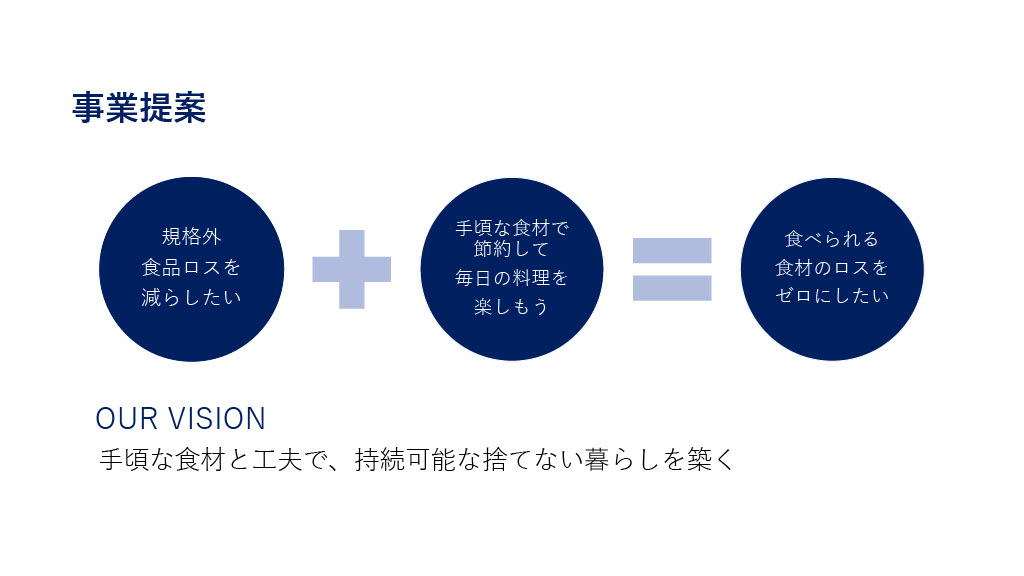 事業提案
規格外
食品ロスを
減らしたい
手頃な食材で
節約して
毎日の料理を
楽しもう
食べられる
食材のロスを
ゼロにしたい
OUR VISION
手頃な食材と工夫で、持続可能な捨てない暮らしを築く